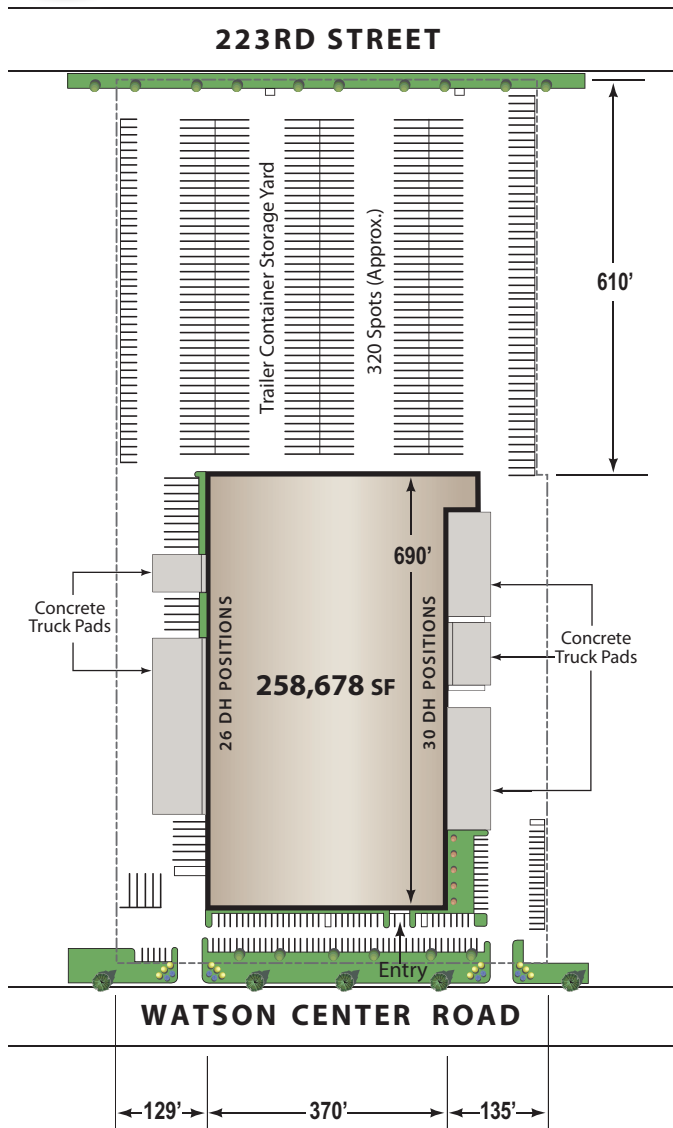 223RD STREET
Trailer Container Storage Yard
320 Spots (Approx.)
610’
690’
Concrete
Truck Pads
26 DH POSITIONS
258,678 SF
30 DH POSITIONS
Concrete
Truck Pads
Entry
WATSON CENTER ROAD
129’
370’
135’